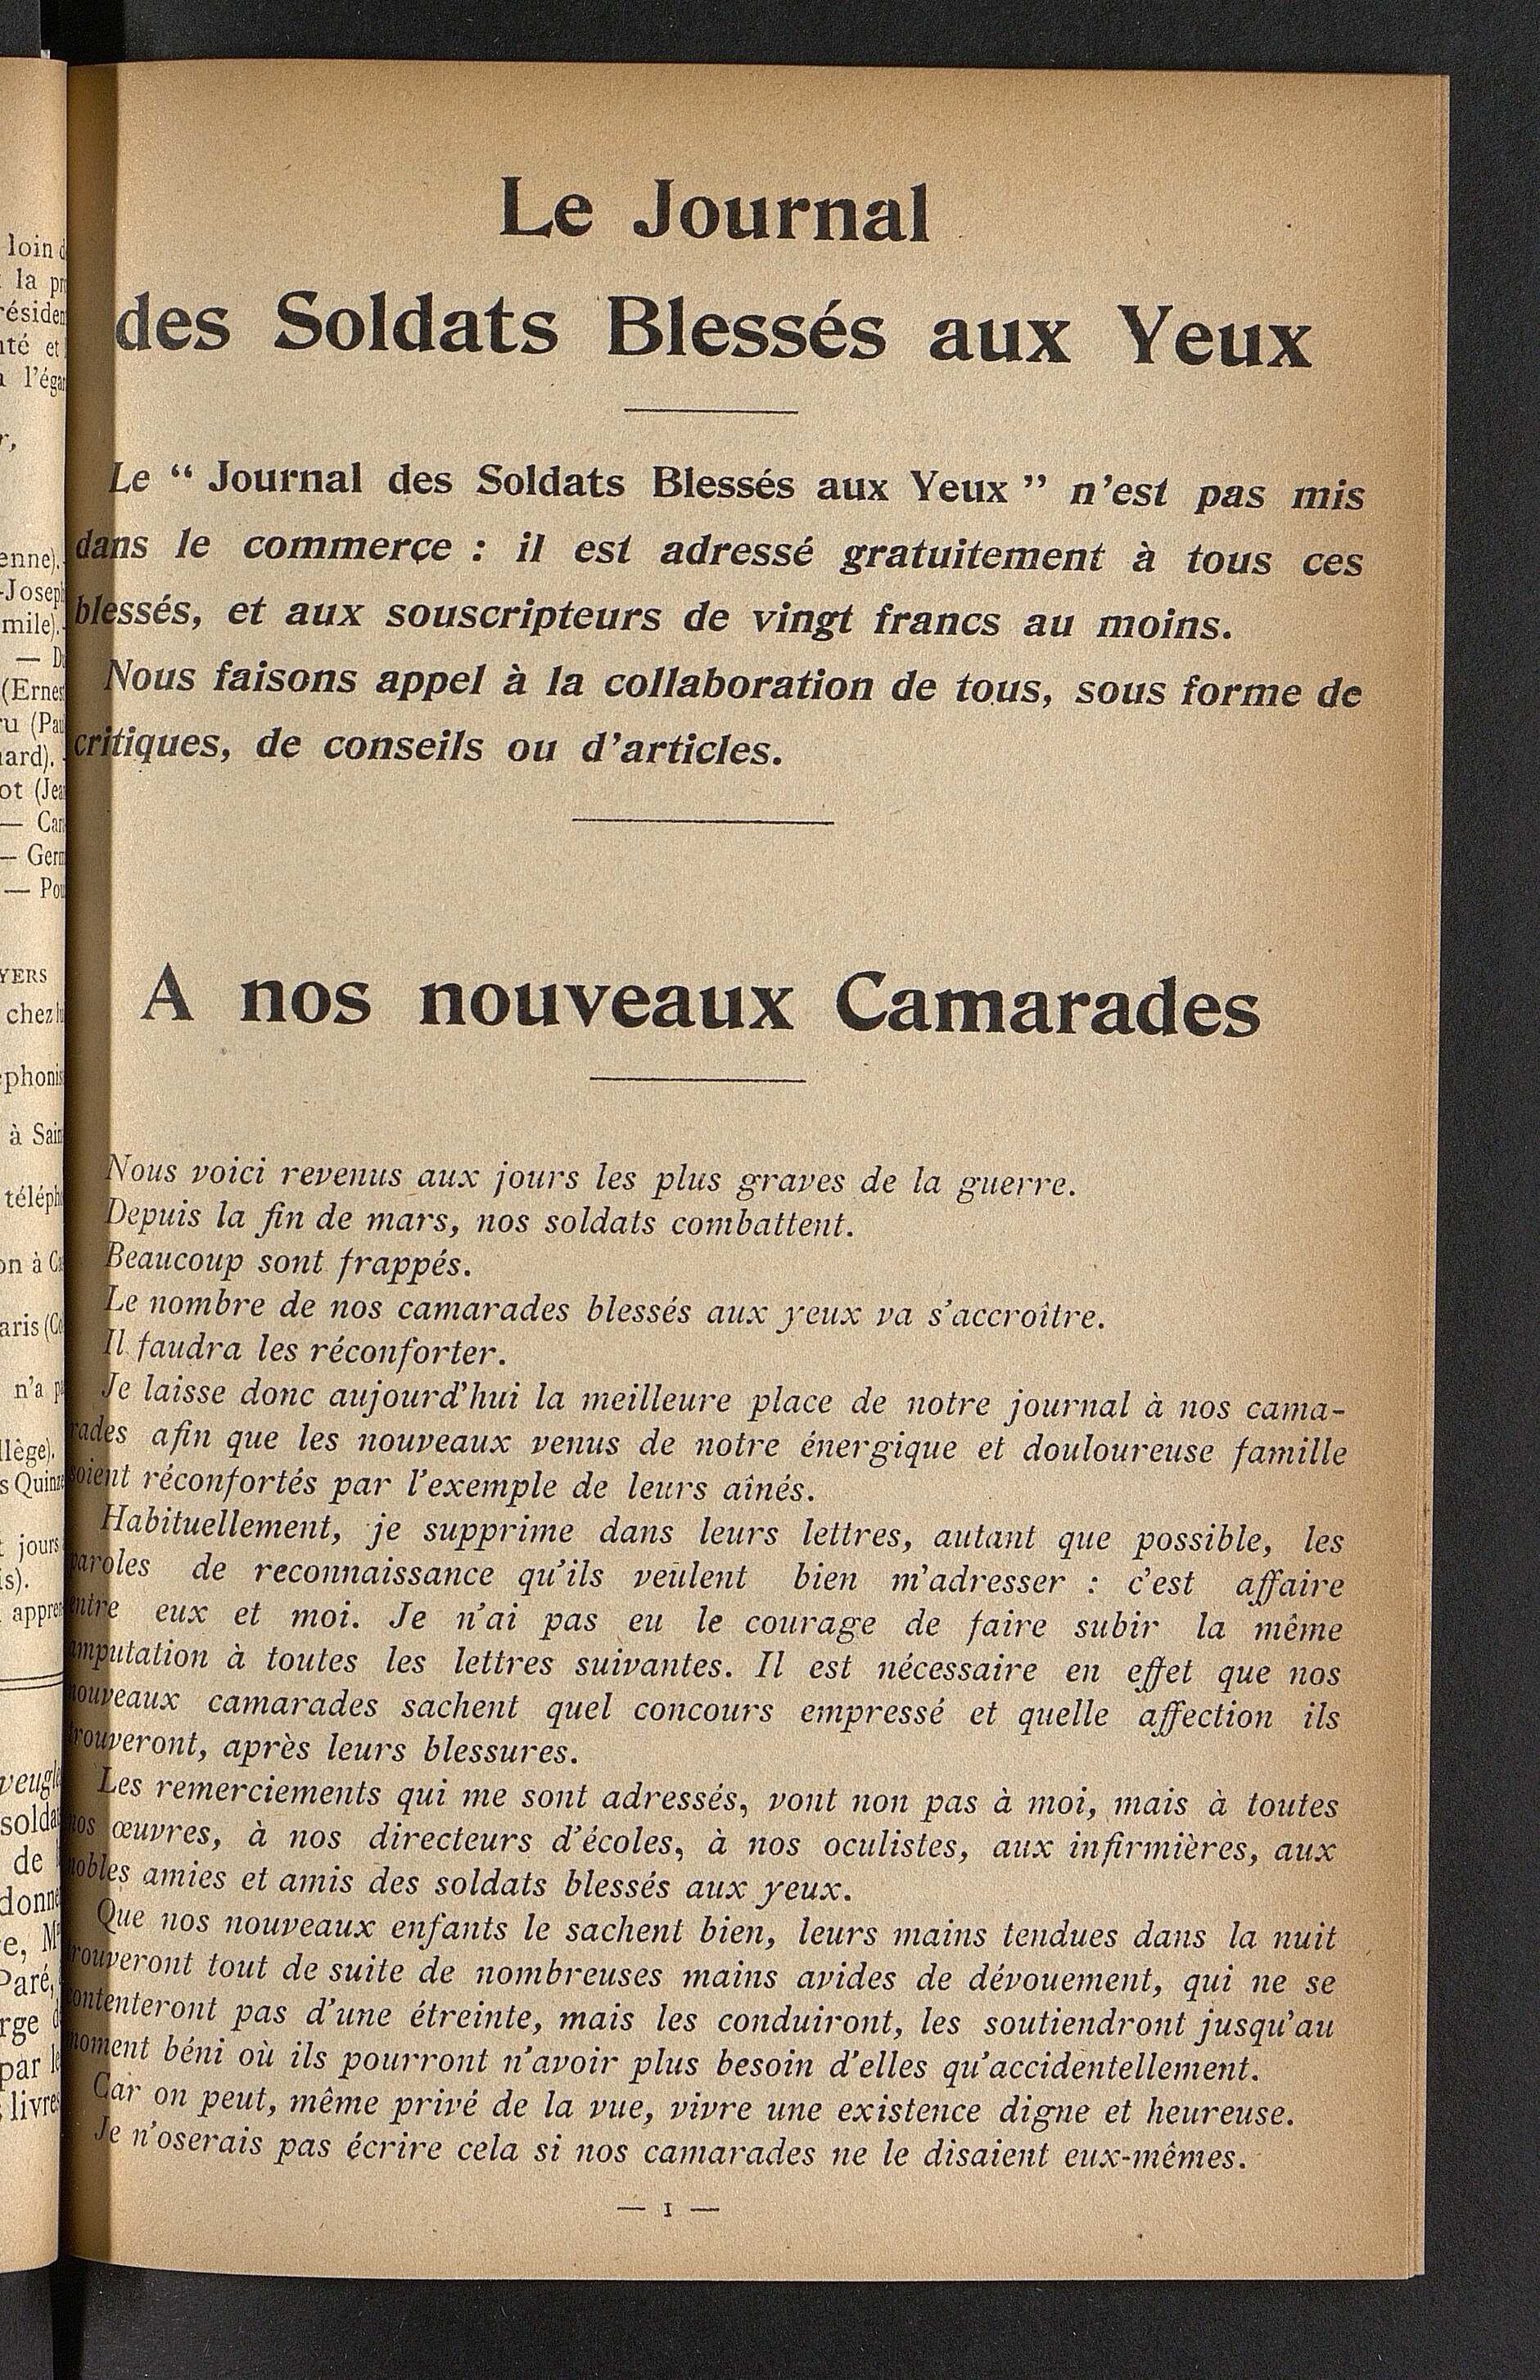 Le Journal
des Soldats Blessés aux Yeux
Le “ Journal des Soldats Blessés aux Yeux ” n'est pas mis
dans le commerce : il est adressé gratuitement à tous ces
blessés, et aux souscripteurs de vingt francs au moins.
Nous faisons appel à la collaboration de tous, sous forme de
critiques, de conseils ou d'articles.
A nos nouveaux Camarades
Nous voici revenus aux jours les plus graves de la guerre.
Depuis la fin de mars, nos soldats combattent.
Beaucoup sont frappés.
Le nombre de nos camarades blessés aux yeux va s'accroître.
Il faudra les réconforter.
Je laisse donc aujourd'hui la meilleure place de notre journal à nos cama-
rades afin que les nouveaux venus de notre énergique et douloureuse famille
soient réconfortés par l'exemple de leurs aînés.
Habituellement, je supprime dans leurs lettres, autant que possible, les
paroles de reconnaissance qu'ils veulent bien m'adresser : c'est affaire
entre eux et moi. Je n'ai pas eu le courage de faire subir la même
amputation à toutes les lettres suivantes. Il est nécessaire en effet que nos
nouveaux camarades sachent quel concours empressé et quelle affection ils
trouveront, après leurs blessures.
Les remerciements qui me sont adressés, vont non pas à moi, mais à toutes
nos œuvres, à nos directeurs d'écoles, à nos oculistes, aux infirmières, aux
nobles amies et amis des soldats blessés aux yeux.
Que nos nouveaux enfants le sachent bien, leurs mains tendues dans la nuit
trouveront tout de suite de nombreuses mains avides de dévouement, qui ne se
contenteront pas d'une étreinte, mais les conduiront, les soutiendront jusqu'au
moment béni où ils pourront n'avoir plus besoin d'elles qu'accidentellement.
Car on peut, même privé de la vue, vivre une existence digne et heureuse.
Je n'oserais pas écrire cela si nos camarades ne le disaient eux-mêmes.
— 1 —